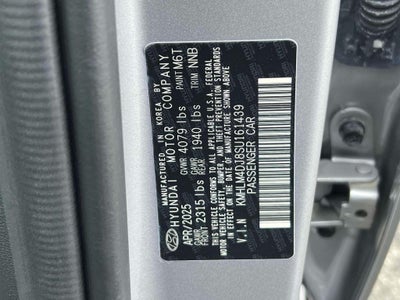 MANUFACTURED IN KOREA BY
HYUNDAI MOTOR COMPANY
APR/2025 GVWR 4079 lbs PAINT M6T
GAWR FRONT 2315 lbs GAWR REAR 1940 lbs TRIM NNB
THIS VEHICLE CONFORMS TO ALL APPLICABLE U.S.A. FEDERAL
MOTOR VEHICLE SAFETY, BUMPER, AND THEFT PREVENTION STANDARDS
IN EFFECT ON THE DATE OF MANUFACTURE SHOWN ABOVE.
V.I.N KMHLM4DJ8SU161439
PASSENGER CAR